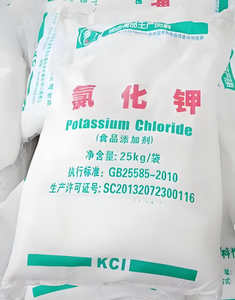 氯化钾
Potassium Chloride
(食品添加剂)
净含量:25kg/袋
执行标准:GB25585-2010
生产许可证号:SC20132072300116
KCl